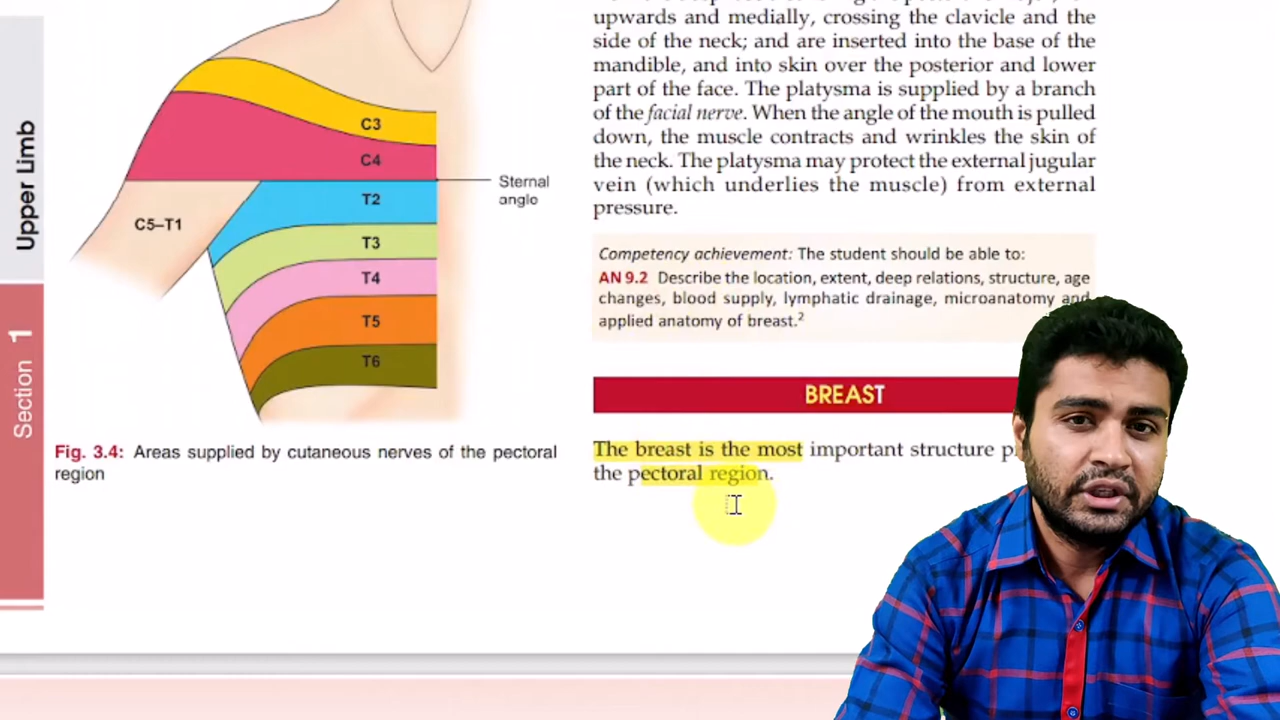 Upper Limb
Section 1
C3
C4
Sternal
angle
T2
C5–T1
T3
T4
T5
T6
Fig. 3.4: Areas supplied by cutaneous nerves of the pectoral
region
upwards and medially, crossing the clavicle and the
side of the neck; and are inserted into the base of the
mandible, and into skin over the posterior and lower
part of the face. The platysma is supplied by a branch
of the facial nerve. When the angle of the mouth is pulled
down, the muscle contracts and wrinkles the skin of
the neck. The platysma may protect the external jugular
vein (which underlies the muscle) from external
pressure.
Competency achievement: The student should be able to:
AN 9.2 Describe the location, extent, deep relations, structure, age
changes, blood supply, lymphatic drainage, microanatomy and
applied anatomy of breast.²
BREAST
The breast is the most important structure
the pectoral region.